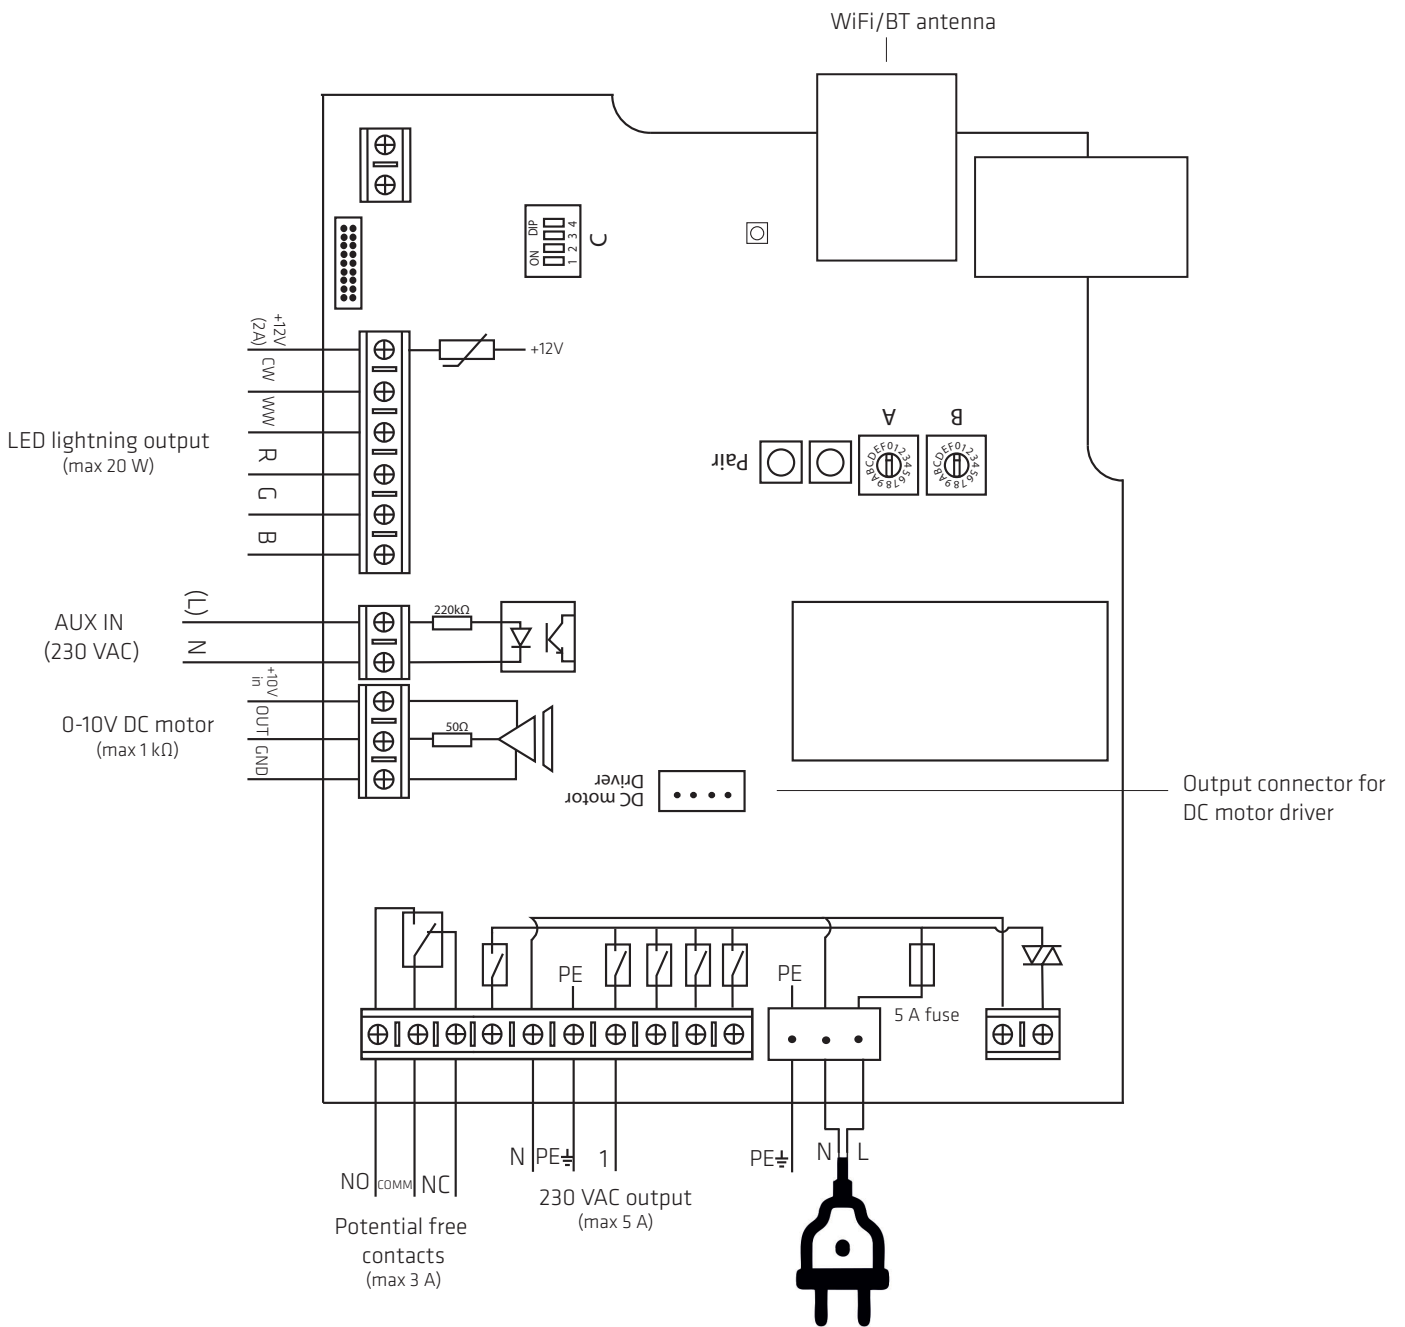 WiFi/BT antenna
ON DIP
1 2 3 4
C
+12V
(2A)
CW
WW
R
G
B
+12V
LED lightning output
(max 20 W)
A
B
Pair
0123456789ABCDEF
0123456789ABCDEF
AUX IN
(230 VAC)
(L)
N
220kΩ
+10V
in
OUT
GND
0-10V DC motor
(max 1 kΩ)
50Ω
DC motor
Driver
Output connector for
DC motor driver
PE
PE
5 A fuse
NO
COMM
NC
Potential free
contacts
(max 3 A)
N
PE
1
230 VAC output
(max 5 A)
PE
N
L